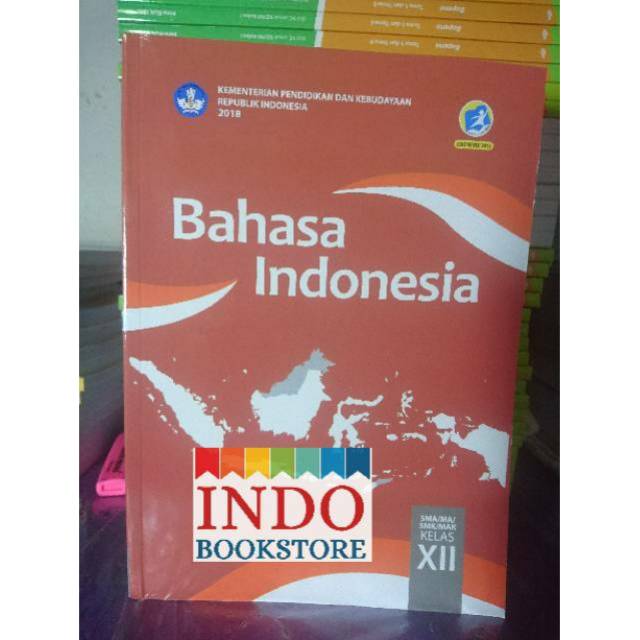 KEMENTERIAN PENDIDIKAN DAN KEBUDAYAAN
REPUBLIK INDONESIA
2018
Bahasa
Indonesia
INDO
BOOKSTORE
SMA/MA/
SMK/MAK
KELAS
XII